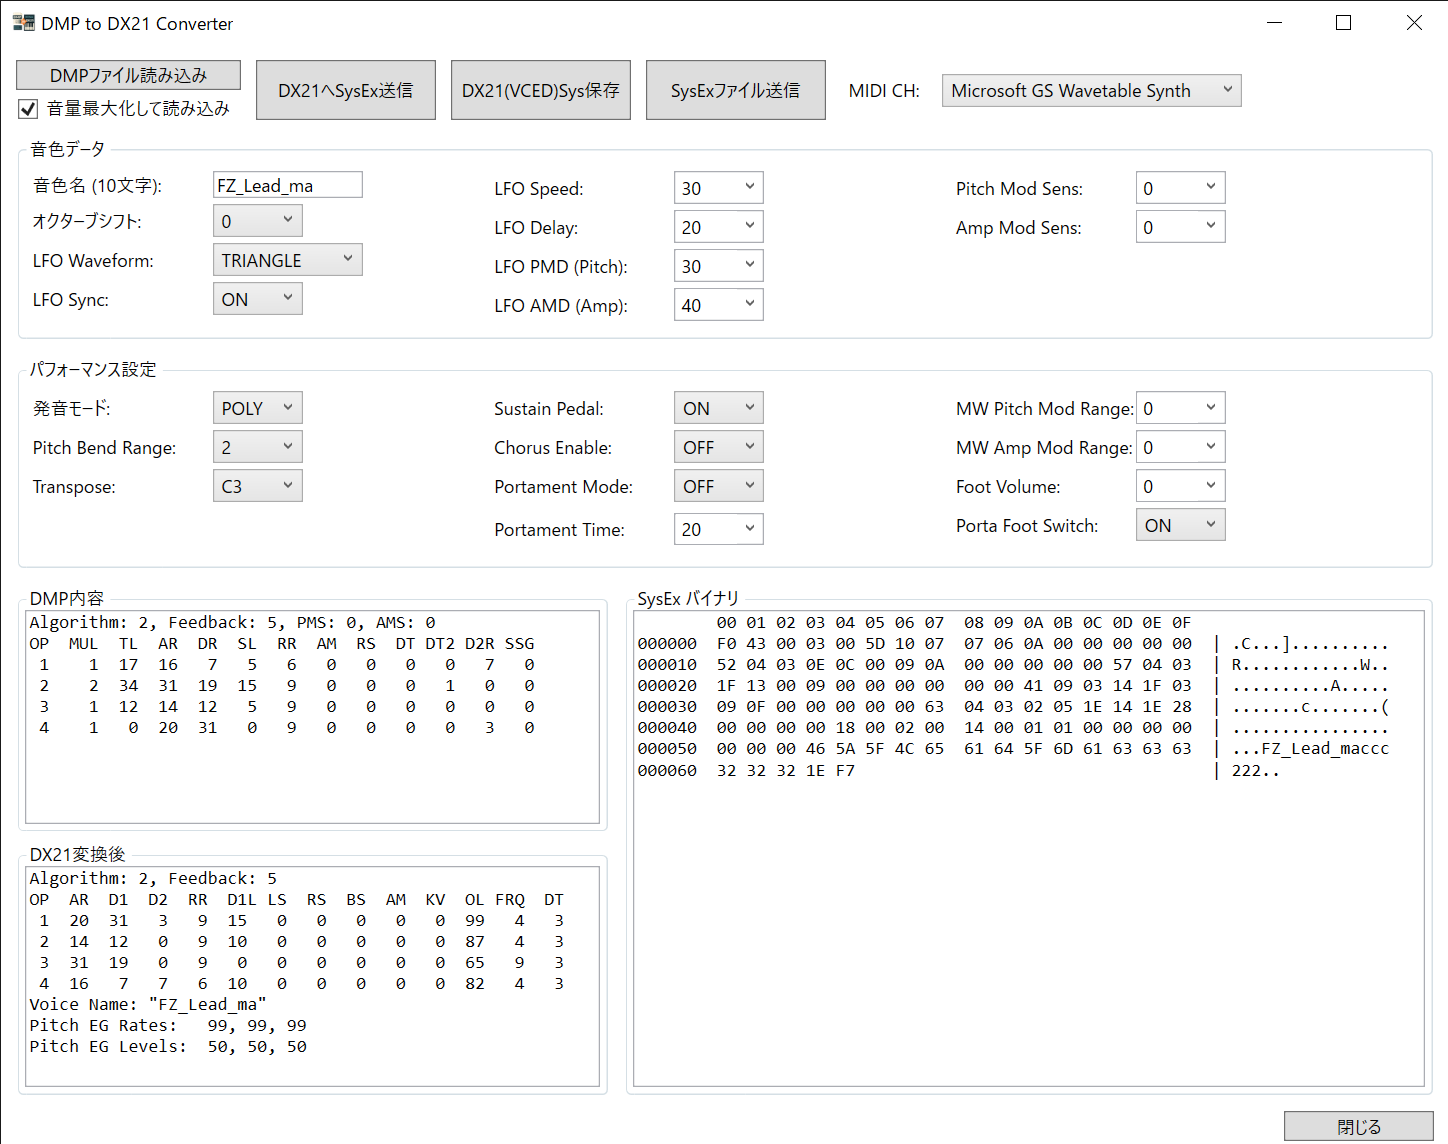 DMP to DX21 Converter
DMPファイル読み込み
音量最大化して読み込み
DX21へSysEx送信
DX21(VCED)Sys保存
SysExファイル送信
MIDI CH:
Microsoft GS Wavetable Synth
音色データ
音色名 (10文字): FZ_Lead_ma
オクターブシフト: 0
LFO Waveform: TRIANGLE
LFO Sync: ON
LFO Speed: 30
LFO Delay: 20
LFO PMD (Pitch): 30
LFO AMD (Amp): 40
Pitch Mod Sens: 0
Amp Mod Sens: 0
パフォーマンス設定
発音モード: POLY
Pitch Bend Range: 2
Transpose: C3
Sustain Pedal: ON
Chorus Enable: OFF
Portament Mode: OFF
Portament Time: 20
MW Pitch Mod Range: 0
MW Amp Mod Range: 0
Foot Volume: 0
Porta Foot Switch: ON
DMP内容
Algorithm: 2, Feedback: 5, PMS: 0, AMS: 0
OP MUL TL AR DR SL RR AM RS DT DT2 D2R SSG
1 1 17 16 7 5 6 0 0 0 0 7 0
2 2 34 31 19 15 9 0 0 0 1 0 0
3 1 12 14 12 5 9 0 0 0 0 0 0
4 1 0 20 31 0 9 0 0 0 0 3 0
DX21変換後
Algorithm: 2, Feedback: 5
OP AR D1 D2 RR D1L LS RS BS AM KV OL FRQ DT
1 20 31 3 9 15 0 0 0 0 0 99 4 3
2 14 12 0 9 10 0 0 0 0 0 87 4 3
3 31 19 0 9 0 0 0 0 0 0 65 9 3
4 16 7 7 6 10 0 0 0 0 0 82 4 3
Voice Name: "FZ_Lead_ma"
Pitch EG Rates: 99, 99, 99
Pitch EG Levels: 50, 50, 50
SysEx バイナリ
00 01 02 03 04 05 06 07 08 09 0A 0B 0C 0D 0E 0F
000000 F0 43 00 03 00 5D 10 07 07 06 0A 00 00 00 00 00 | .C...]..........
000010 52 04 03 0E 0C 00 09 0A 00 00 00 00 00 57 04 03 | R............W..
000020 1F 13 00 09 00 00 00 00 00 00 41 09 03 14 1F 03 | ..........A.....
000030 09 0F 00 00 00 00 00 63 04 03 02 05 1E 14 1E 28 | .......c.......(
000040 00 00 00 00 18 00 02 00 14 00 01 01 00 00 00 00 | ................
000050 00 00 00 46 5A 5F 4C 65 61 64 5F 6D 61 63 63 63 | ...FZ_Lead_maccc
000060 32 32 32 1E F7 | 222..
閉じる